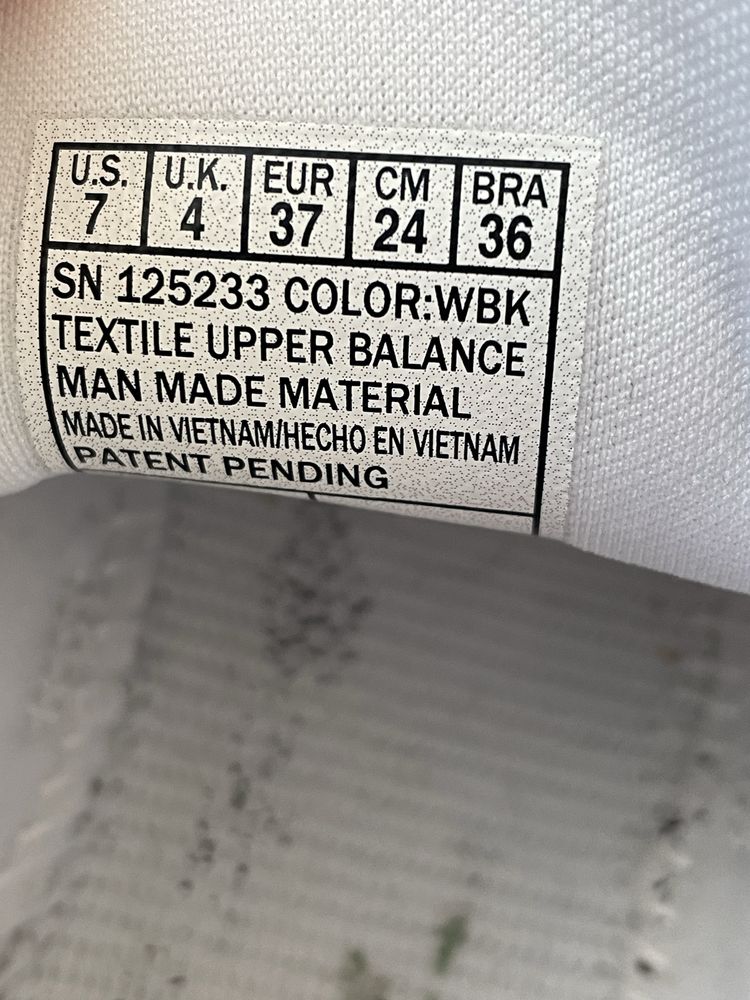 U.S. U.K. EUR CM BRA
7 4 37 24 36
SN 125233 COLOR:WBK
TEXTILE UPPER BALANCE
MAN MADE MATERIAL
MADE IN VIETNAM/HECHO EN VIETNAM
PATENT PENDING